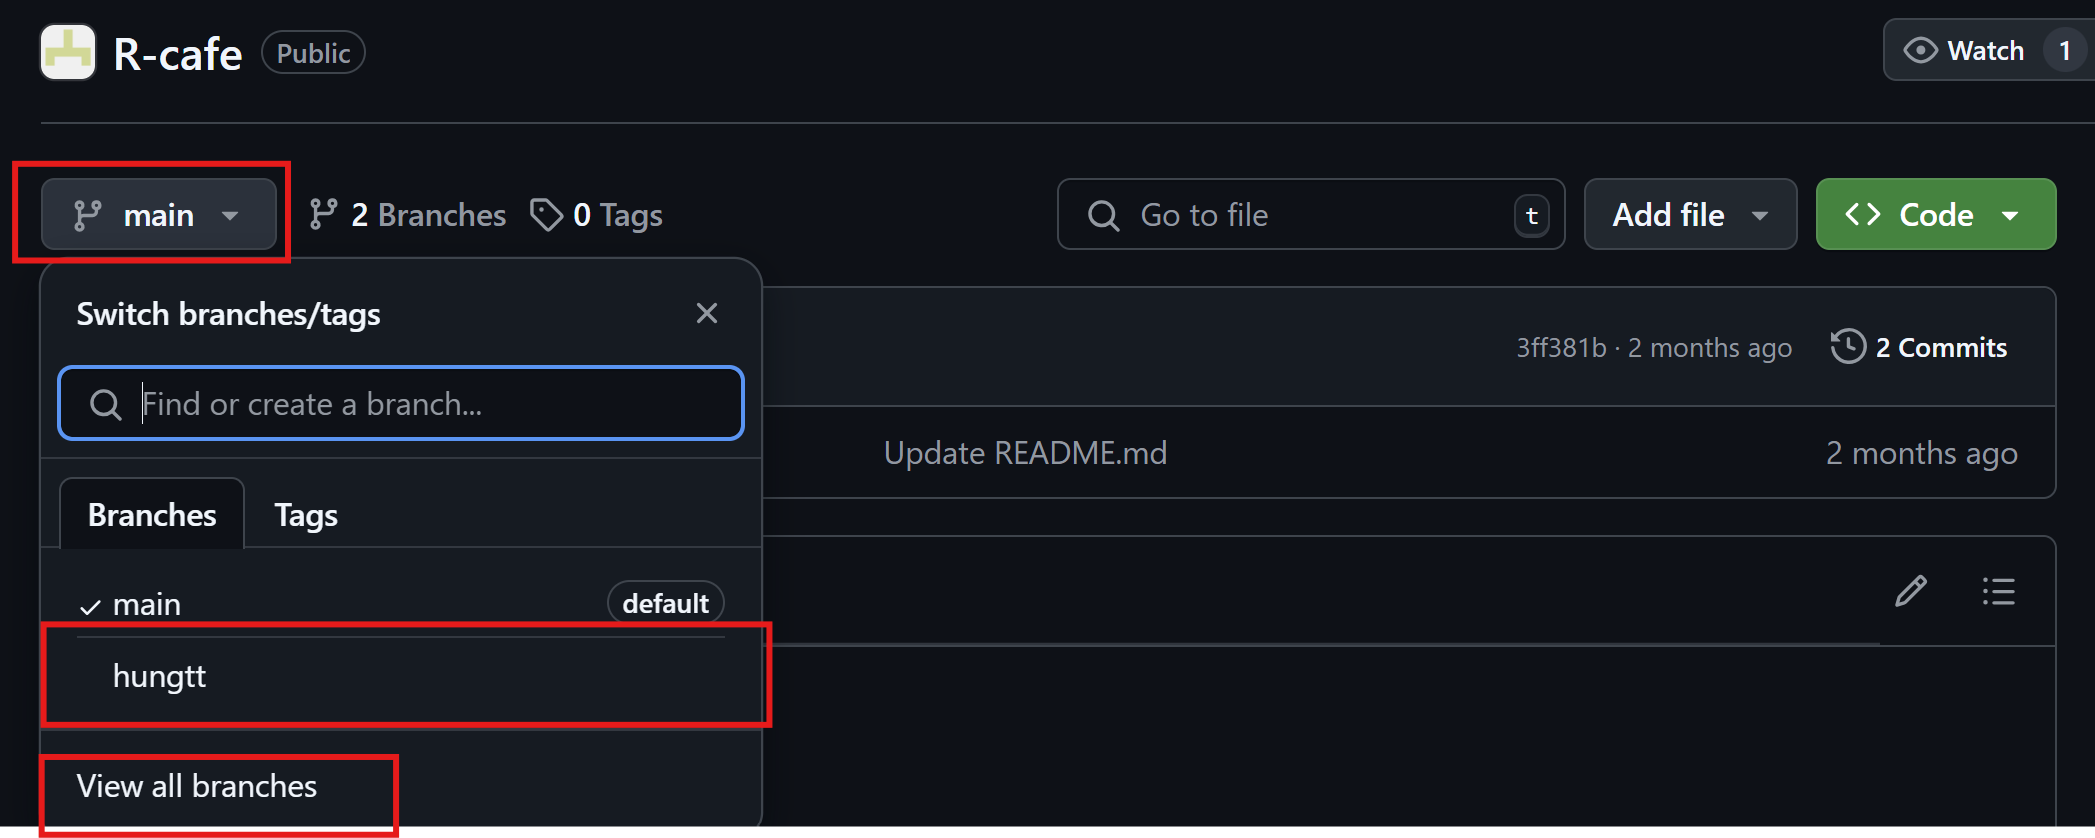 R-cafe Public Watch 1
main 2 Branches 0 Tags Go to file t Add file Code
Switch branches/tags
3ff381b · 2 months ago 2 Commits
Find or create a branch...
Update README.md 2 months ago
Branches Tags
main default
hungtt
View all branches